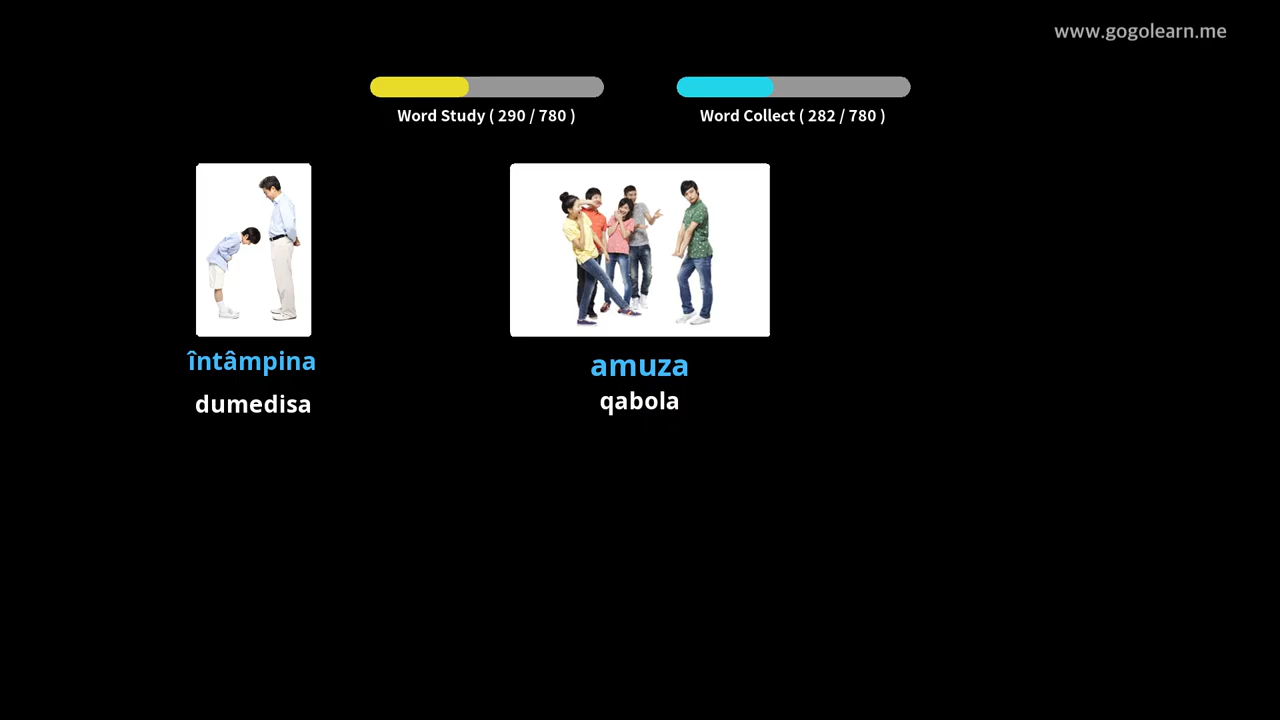 www.gogolearn.me
Word Study ( 290 / 780 )
Word Collect ( 282 / 780 )
întâmpina
dumedisa
amuza
qabola